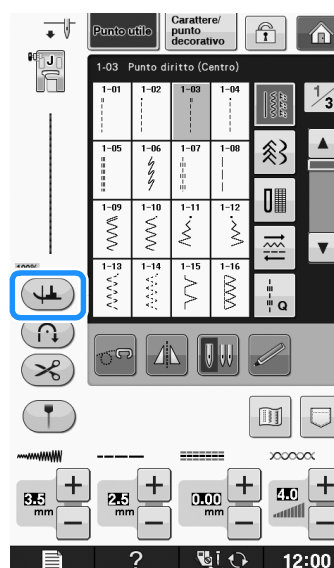 Punto utile
Carattere/
punto
decorativo
J
1-03 Punto diritto (Centro)
1/3
1-01 1-02 1-03 1-04
1-05 1-06 1-07 1-08
1-09 1-10 1-11 1-12
1-13 1-14 1-15 1-16
Q
100%
3.5 mm + −
2.5 mm + −
0.00 mm + −
4.0 + −
? 12:00